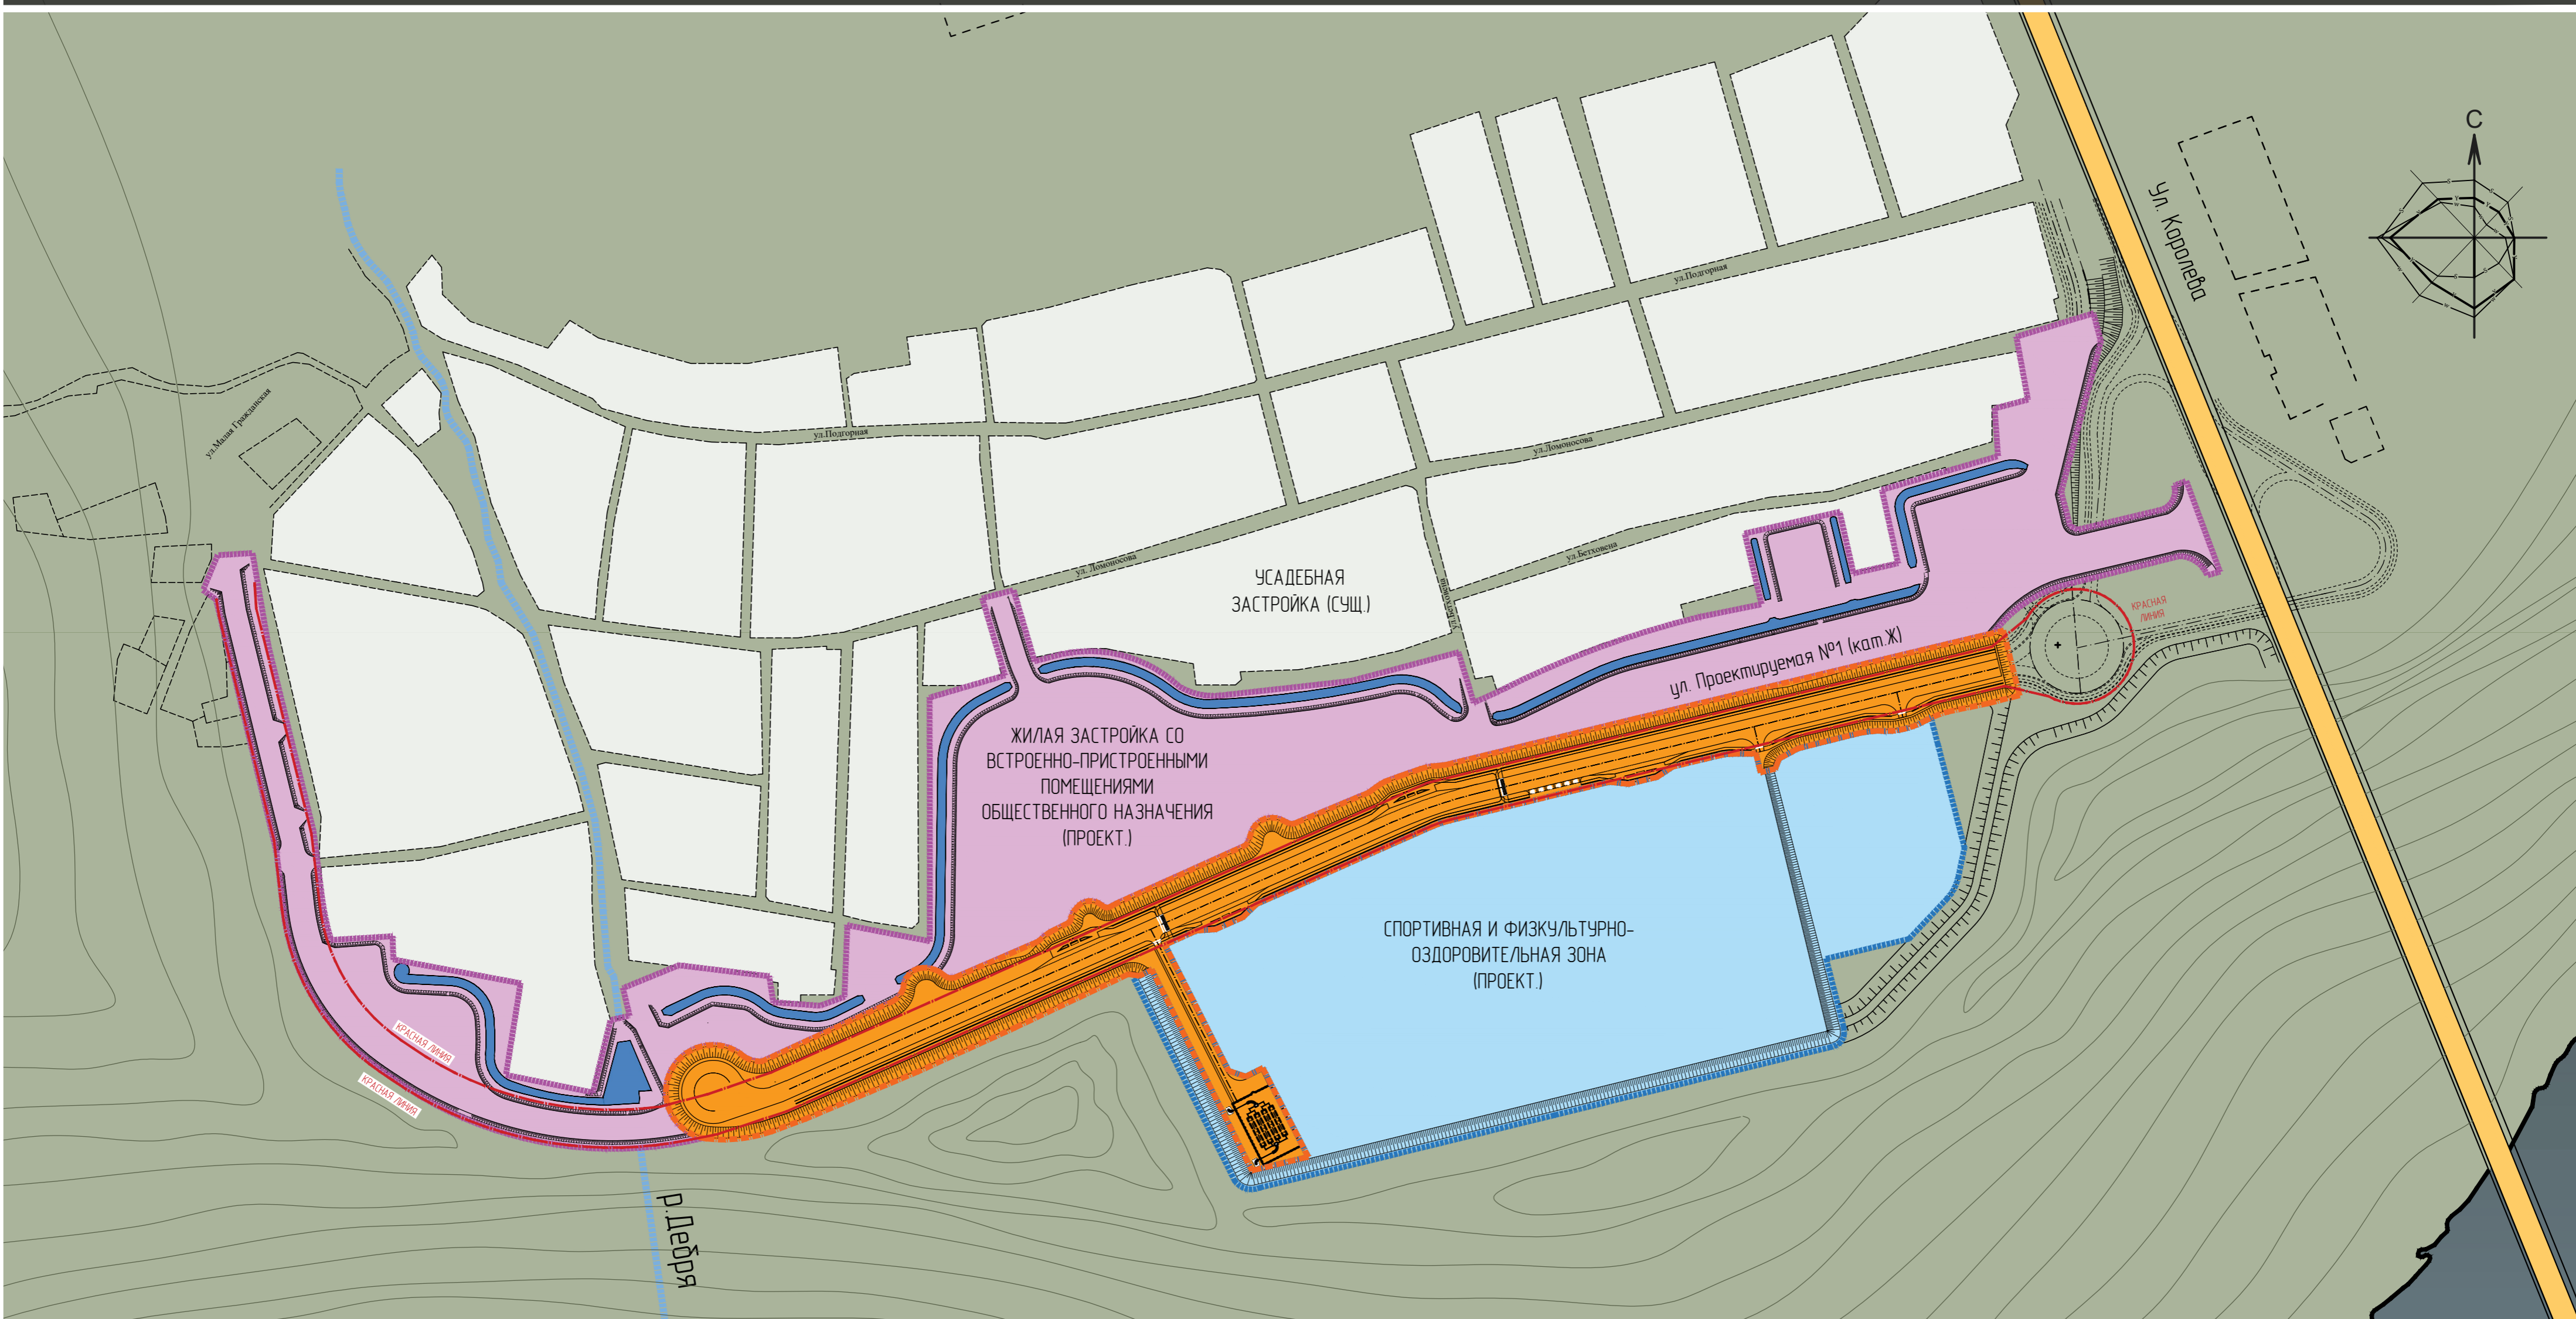 С
Ул. Королева
ул.Подгорная
ул.Малая Гражданская
ул.Подгорная
ул.Ломоносова
ул.Бетховена
ул. Ломоносова
ул.Бетховена
УСАДЕБНАЯ
ЗАСТРОЙКА (СУЩ.)
КРАСНАЯ
ЛИНИЯ
ул. Проектируемая №1 (кат.Ж)
ЖИЛАЯ ЗАСТРОЙКА СО
ВСТРОЕННО-ПРИСТРОЕННЫМИ
ПОМЕЩЕНИЯМИ
ОБЩЕСТВЕННОГО НАЗНАЧЕНИЯ
(ПРОЕКТ.)
СПОРТИВНАЯ И ФИЗКУЛЬТУРНО-
ОЗДОРОВИТЕЛЬНАЯ ЗОНА
(ПРОЕКТ.)
КРАСНАЯ ЛИНИЯ
КРАСНАЯ ЛИНИЯ
р.Дебря